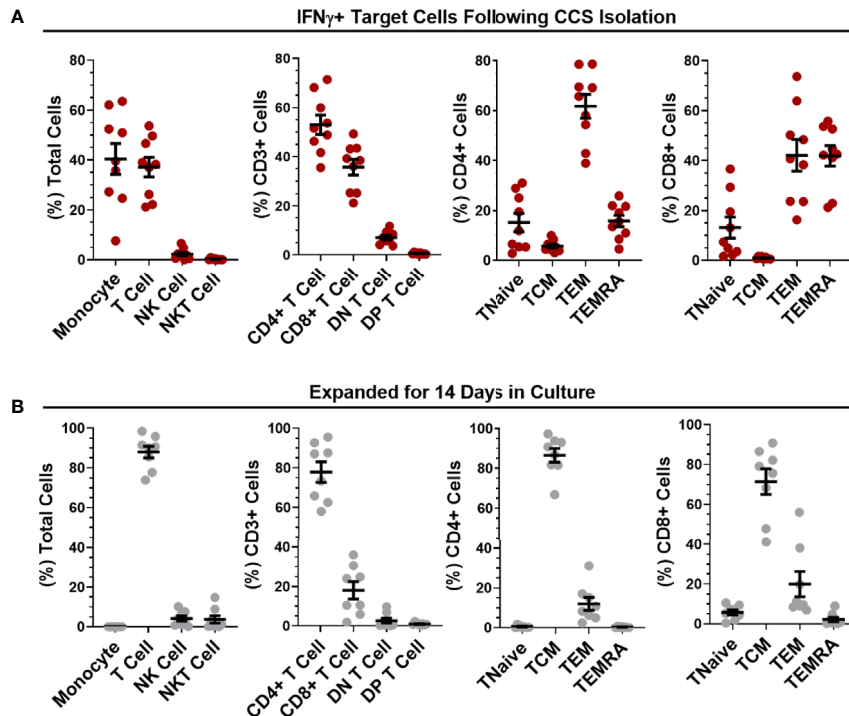 A
IFNγ+ Target Cells Following CCS Isolation
(%) Total Cells
80
60
40
20
0
Monocyte
T Cell
NK Cell
NKT Cell
(%) CD3+ Cells
80
60
40
20
0
CD4+ T Cell
CD8+ T Cell
DN T Cell
DP T Cell
(%) CD4+ Cells
80
60
40
20
0
TNaive
TCM
TEM
TEMRA
(%) CD8+ Cells
80
60
40
20
0
TNaive
TCM
TEM
TEMRA
B
Expanded for 14 Days in Culture
(%) Total Cells
100
80
60
40
20
0
Monocyte
T Cell
NK Cell
NKT Cell
(%) CD3+ Cells
100
80
60
40
20
0
CD4+ T Cell
CD8+ T Cell
DN T Cell
DP T Cell
(%) CD4+ Cells
100
80
60
40
20
0
TNaive
TCM
TEM
TEMRA
(%) CD8+ Cells
100
80
60
40
20
0
TNaive
TCM
TEM
TEMRA